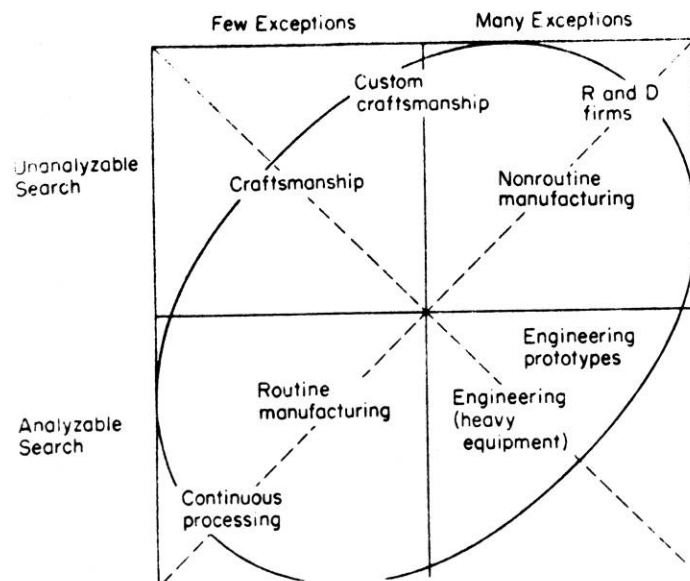 Few Exceptions
Many Exceptions
Custom
craftsmanship
R and D
firms
Unanalyzable
Search
Craftsmanship
Nonroutine
manufacturing
Engineering
prototypes
Routine
manufacturing
Engineering
(heavy
equipment)
Analyzable
Search
Continuous
processing